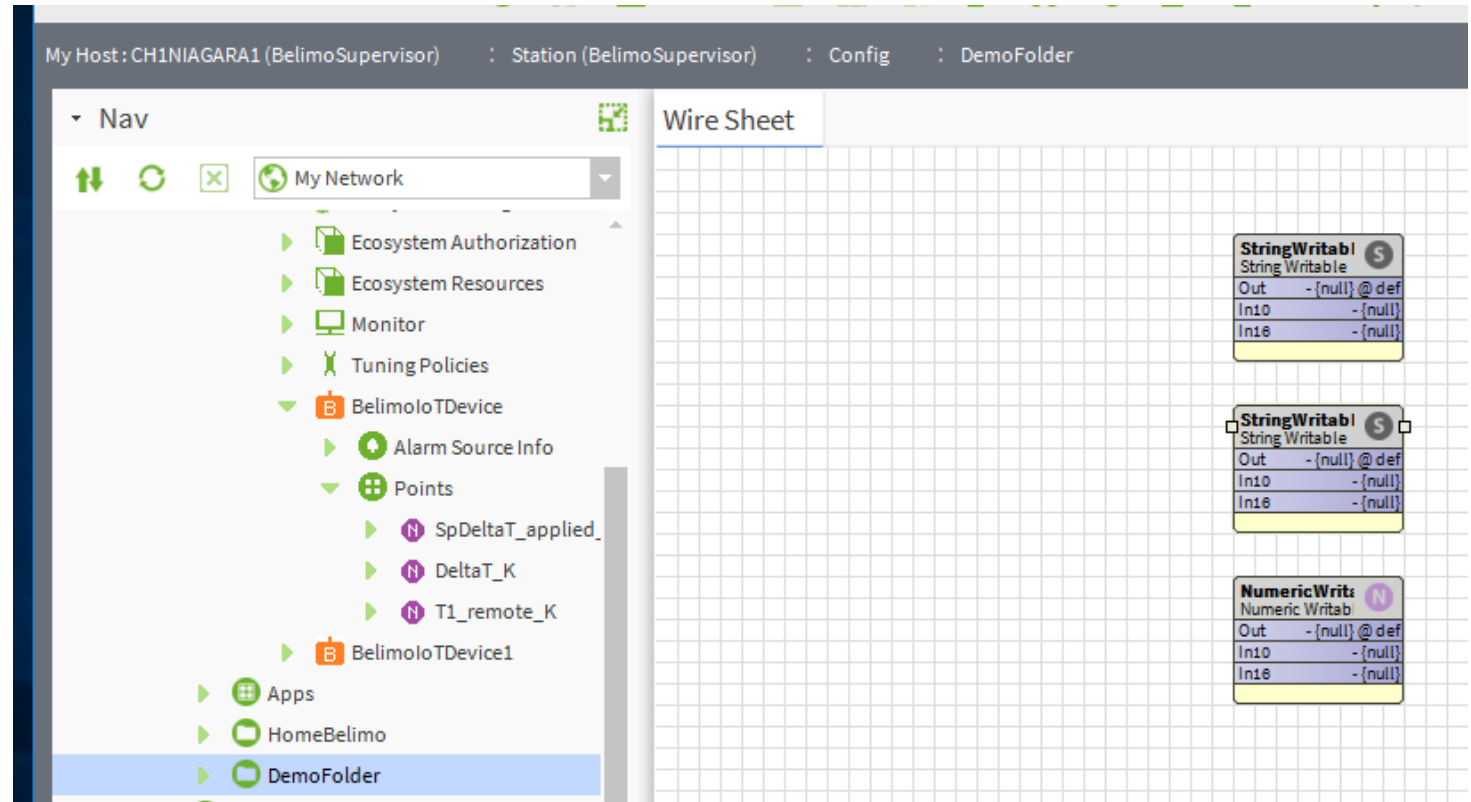 My Host : CH1NIAGARA1 (BelimoSupervisor) : Station (BelimoSupervisor) : Config : DemoFolder
Nav
My Network
Ecosystem Authorization
Ecosystem Resources
Monitor
Tuning Policies
B BelimoIoTDevice
Alarm Source Info
Points
N SpDeltaT_applied_
N DeltaT_K
N T1_remote_K
B BelimoIoTDevice1
Apps
HomeBelimo
DemoFolder
Wire Sheet
StringWritabl S
String Writable
Out - {null} @ def
In10 - {null}
In16 - {null}
StringWritabl S
String Writable
Out - {null} @ def
In10 - {null}
In16 - {null}
NumericWrita N
Numeric Writabl
Out - {null} @ def
In10 - {null}
In16 - {null}